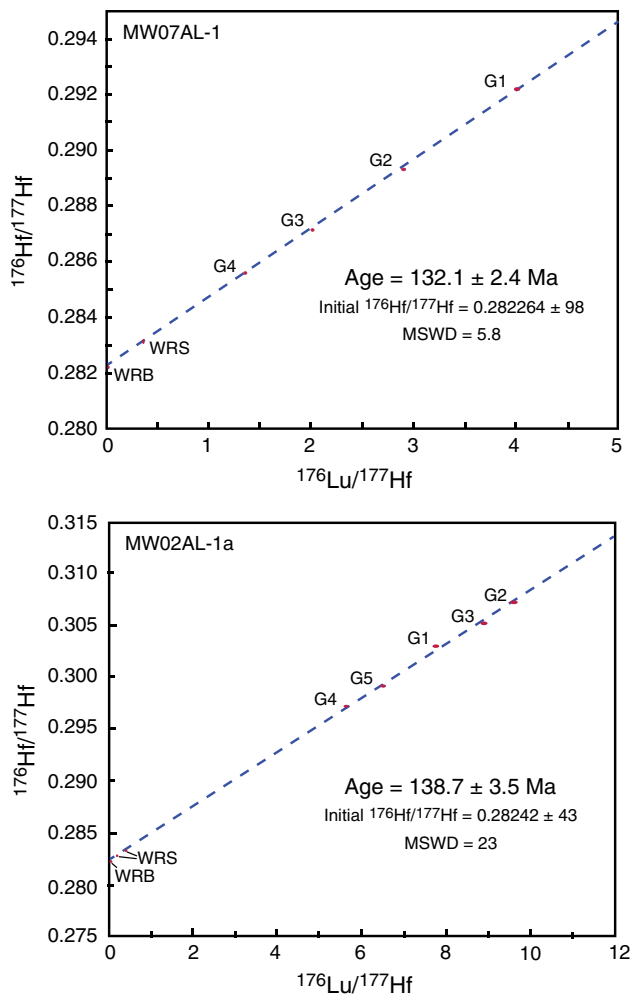 MW07AL-1
0.294
0.292
0.290
0.288
0.286
0.284
0.282
0.280
¹⁷⁶Hf/¹⁷⁷Hf
G1
G2
G3
G4
WRS
WRB
Age = 132.1 ± 2.4 Ma
Initial ¹⁷⁶Hf/¹⁷⁷Hf = 0.282264 ± 98
MSWD = 5.8
0 1 2 3 4 5
¹⁷⁶Lu/¹⁷⁷Hf
MW02AL-1a
0.315
0.310
0.305
0.300
0.295
0.290
0.285
0.280
0.275
¹⁷⁶Hf/¹⁷⁷Hf
G2
G3
G1
G5
G4
WRS
WRB
Age = 138.7 ± 3.5 Ma
Initial ¹⁷⁶Hf/¹⁷⁷Hf = 0.28242 ± 43
MSWD = 23
0 2 4 6 8 10 12
¹⁷⁶Lu/¹⁷⁷Hf